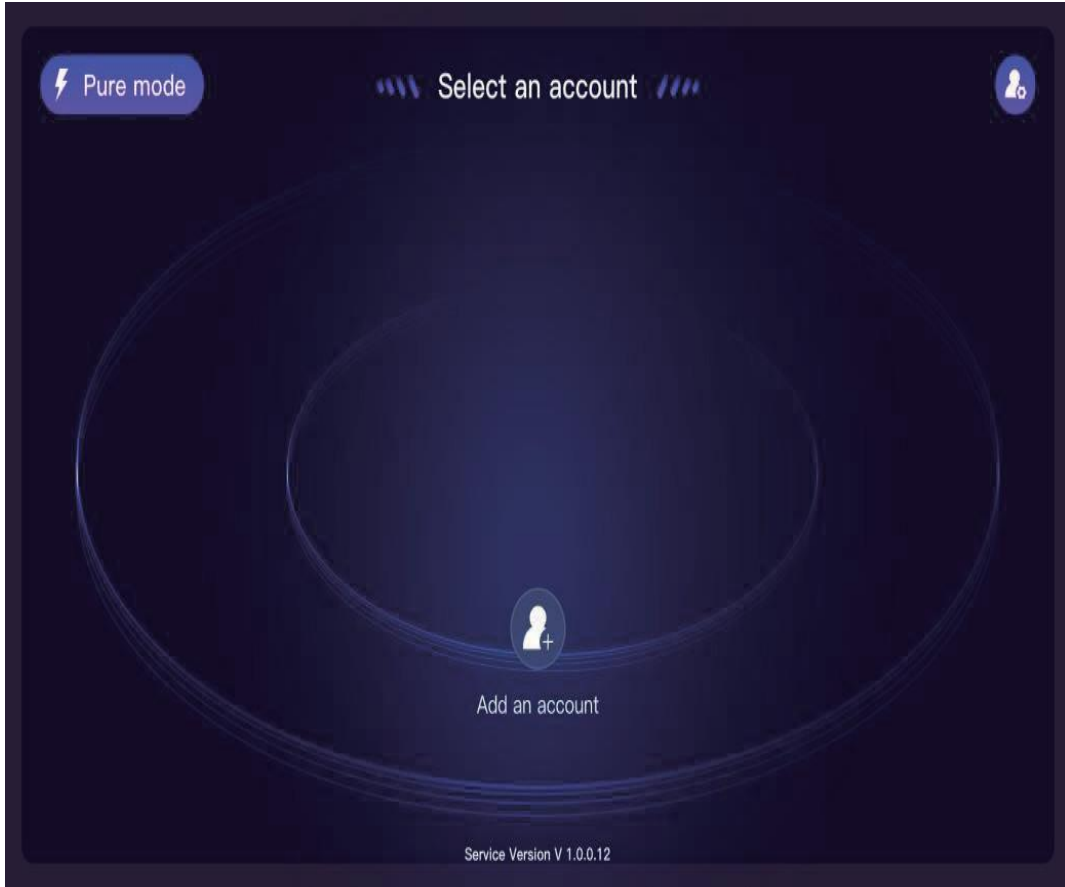 Pure mode
Select an account
Add an account
Service Version V 1.0.0.12